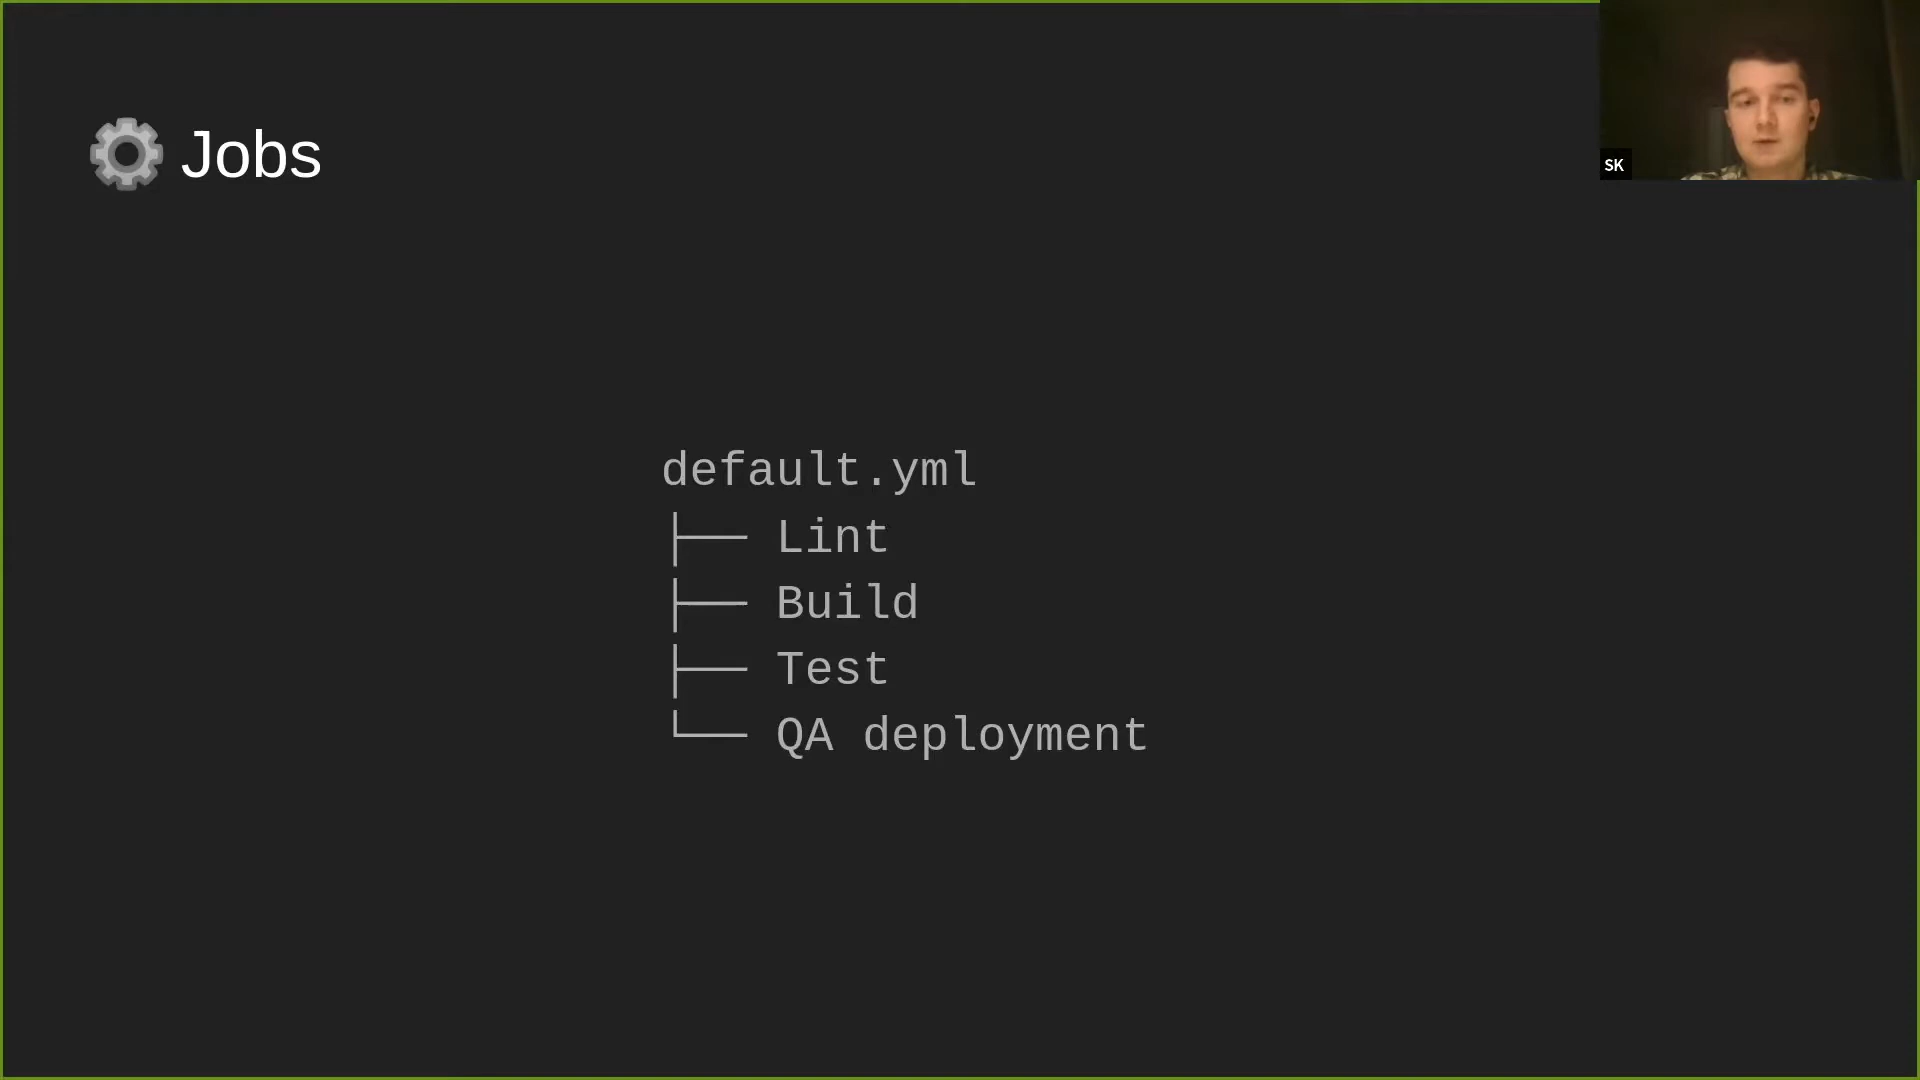 Jobs
SK
default.yml
├── Lint
├── Build
├── Test
└── QA deployment